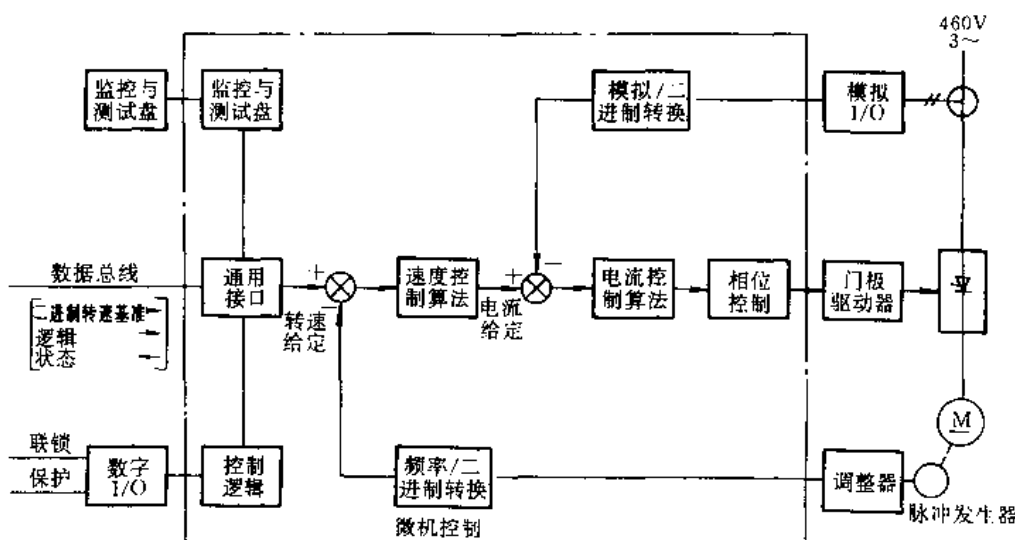 460V
3～
监控与
测试盘
监控与
测试盘
模拟/二
进制转换
模拟
I/O
数据总线
通用
接口
+
转速
给定
速度控
制算法
+
−
电流
给定
电流控
制算法
相位
控制
门极
驱动器
二进制转速基准
逻辑
状态
−
M
联锁
保护
数字
I/O
控制
逻辑
频率/二
进制转换
调整器
脉冲发生器
微机控制